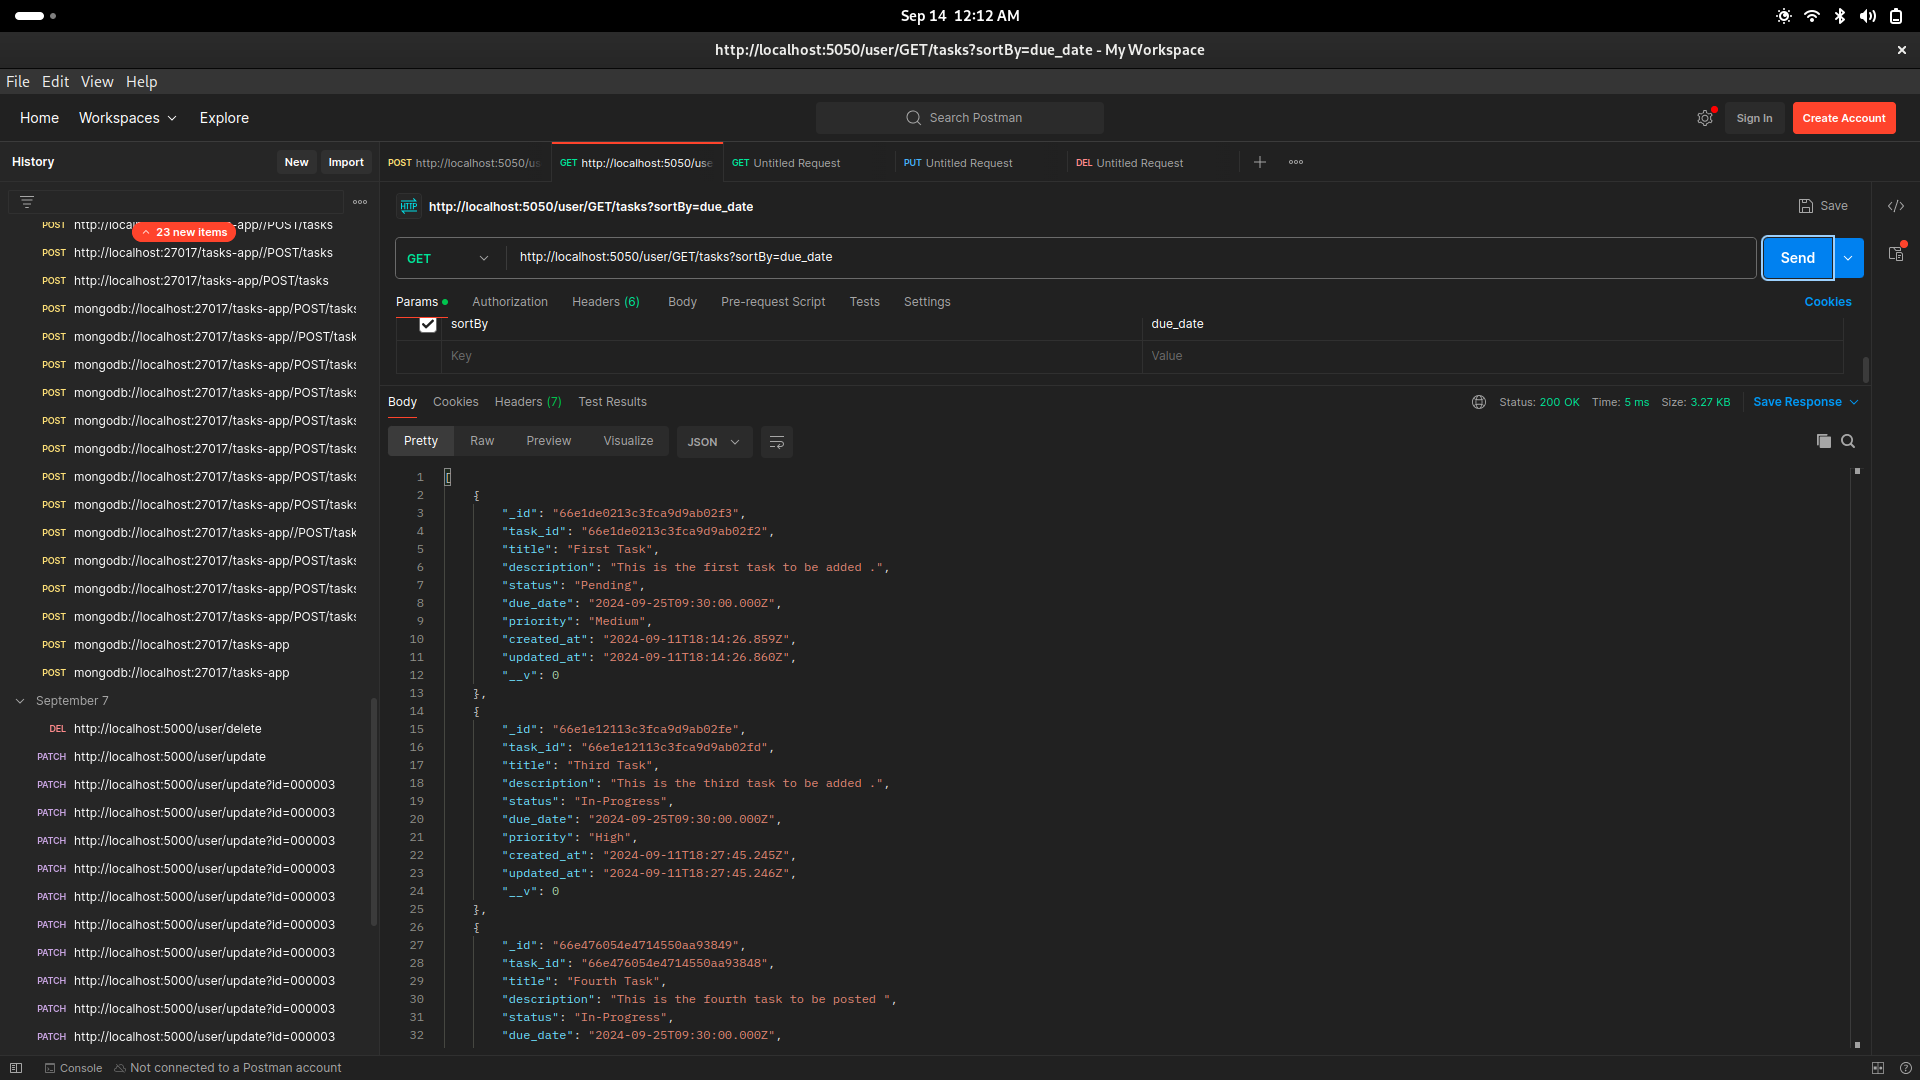 Sep 14 12:12 AM
http://localhost:5050/user/GET/tasks?sortBy=due_date - My Workspace
File Edit View Help
Home Workspaces Explore
Search Postman
Sign In
Create Account
History
New
Import
POST http://localhost:5050/us
GET http://localhost:5050/use
GET Untitled Request
PUT Untitled Request
DEL Untitled Request
POST http://local -app//POST/tasks
23 new items
POST http://localhost:27017/tasks-app//POST/tasks
POST http://localhost:27017/tasks-app/POST/tasks
POST mongodb://localhost:27017/tasks-app/POST/tasks
POST mongodb://localhost:27017/tasks-app//POST/task
POST mongodb://localhost:27017/tasks-app/POST/tasks
POST mongodb://localhost:27017/tasks-app/POST/tasks
POST mongodb://localhost:27017/tasks-app/POST/tasks
POST mongodb://localhost:27017/tasks-app/POST/tasks
POST mongodb://localhost:27017/tasks-app/POST/tasks
POST mongodb://localhost:27017/tasks-app/POST/tasks
POST mongodb://localhost:27017/tasks-app//POST/task
POST mongodb://localhost:27017/tasks-app/POST/tasks
POST mongodb://localhost:27017/tasks-app/POST/tasks
POST mongodb://localhost:27017/tasks-app/POST/tasks
POST mongodb://localhost:27017/tasks-app
POST mongodb://localhost:27017/tasks-app
September 7
DEL http://localhost:5000/user/delete
PATCH http://localhost:5000/user/update
PATCH http://localhost:5000/user/update?id=000003
PATCH http://localhost:5000/user/update?id=000003
PATCH http://localhost:5000/user/update?id=000003
PATCH http://localhost:5000/user/update?id=000003
PATCH http://localhost:5000/user/update?id=000003
PATCH http://localhost:5000/user/update?id=000003
PATCH http://localhost:5000/user/update?id=000003
PATCH http://localhost:5000/user/update?id=000003
PATCH http://localhost:5000/user/update?id=000003
PATCH http://localhost:5000/user/update?id=000003
HTTP http://localhost:5050/user/GET/tasks?sortBy=due_date
Save
GET http://localhost:5050/user/GET/tasks?sortBy=due_date
Send
Params Authorization Headers (6) Body Pre-request Script Tests Settings
Cookies
sortBy due_date
Key Value
Body Cookies Headers (7) Test Results
Status: 200 OK Time: 5 ms Size: 3.27 KB
Save Response
Pretty Raw Preview Visualize JSON
1 [
2 {
3 "_id": "66e1de0213c3fca9d9ab02f3",
4 "task_id": "66e1de0213c3fca9d9ab02f2",
5 "title": "First Task",
6 "description": "This is the first task to be added .",
7 "status": "Pending",
8 "due_date": "2024-09-25T09:30:00.000Z",
9 "priority": "Medium",
10 "created_at": "2024-09-11T18:14:26.859Z",
11 "updated_at": "2024-09-11T18:14:26.860Z",
12 "__v": 0
13 },
14 {
15 "_id": "66e1e12113c3fca9d9ab02fe",
16 "task_id": "66e1e12113c3fca9d9ab02fd",
17 "title": "Third Task",
18 "description": "This is the third task to be added .",
19 "status": "In-Progress",
20 "due_date": "2024-09-25T09:30:00.000Z",
21 "priority": "High",
22 "created_at": "2024-09-11T18:27:45.245Z",
23 "updated_at": "2024-09-11T18:27:45.246Z",
24 "__v": 0
25 },
26 {
27 "_id": "66e476054e4714550aa93849",
28 "task_id": "66e476054e4714550aa93848",
29 "title": "Fourth Task",
30 "description": "This is the fourth task to be posted ",
31 "status": "In-Progress",
32 "due_date": "2024-09-25T09:30:00.000Z",
Console
Not connected to a Postman account